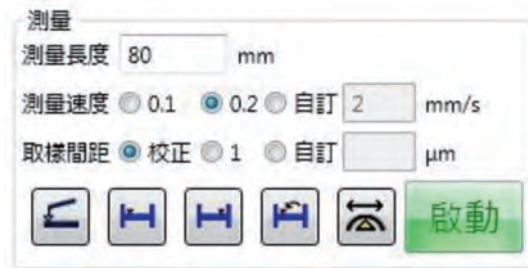 測量
測量長度 80 mm
測量速度 0.1 0.2 自訂 2 mm/s
取樣間距 校正 1 自訂 μm
啟動